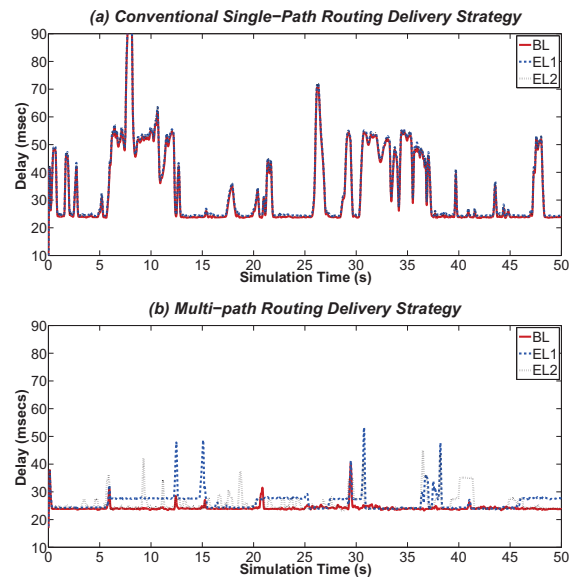 (a) Conventional Single−Path Routing Delivery Strategy
90
80
70
60
50
40
30
20
10
Delay (msec)
BL
EL1
EL2
0 5 10 15 20 25 30 35 40 45 50
Simulation Time (s)
(b) Multi−path Routing Delivery Strategy
90
80
70
60
50
40
30
20
10
Delay (msecs)
BL
EL1
EL2
0 5 10 15 20 25 30 35 40 45 50
Simulation Time (s)